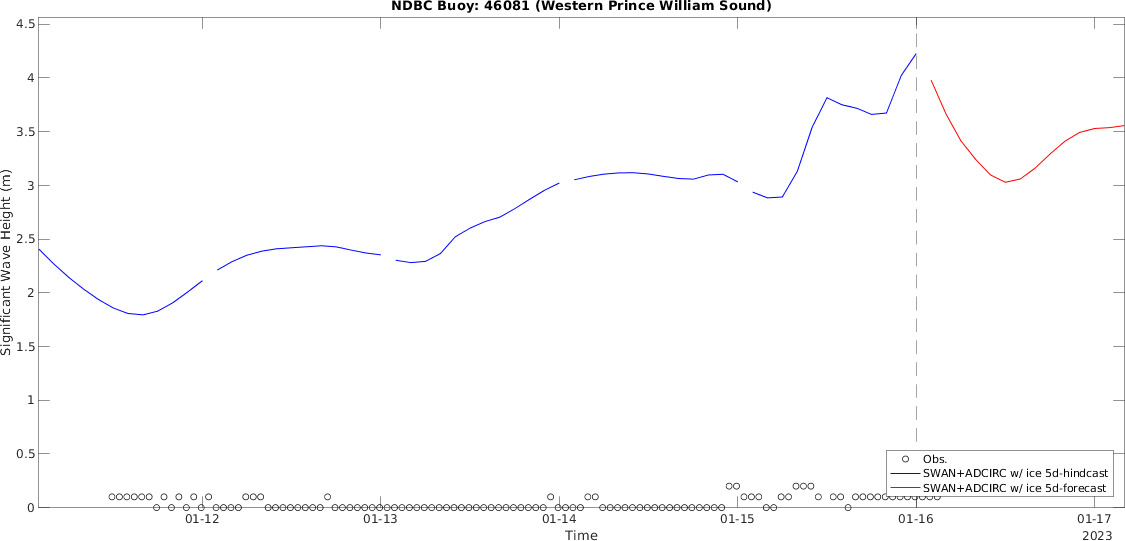 NDBC Buoy: 46081 (Western Prince William Sound)
4.5
4
3.5
3
2.5
2
1.5
1
0.5
0
Significant Wave Height (m)
Obs.
SWAN+ADCIRC w/ ice 5d-hindcast
SWAN+ADCIRC w/ ice 5d-forecast
01-12
01-13
01-14
01-15
01-16
01-17
Time
2023